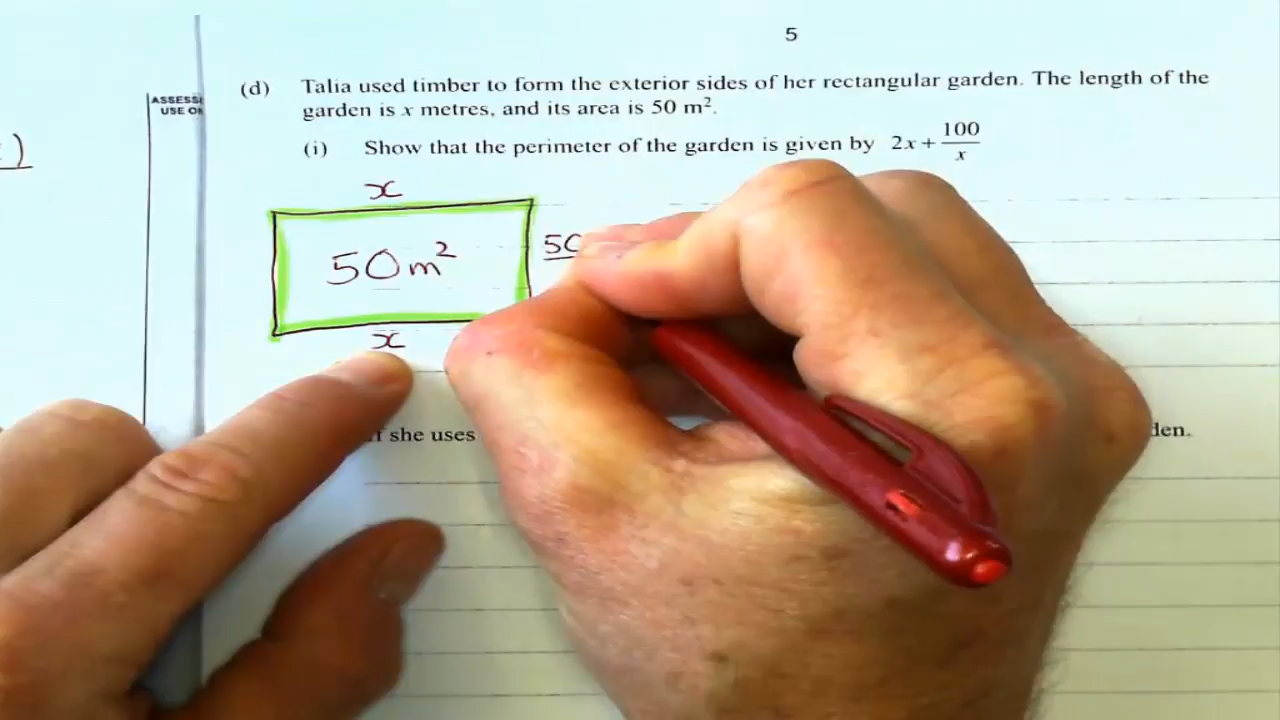 5
(d) Talia used timber to form the exterior sides of her rectangular garden. The length of the
garden is x metres, and its area is 50 m².
(i) Show that the perimeter of the garden is given by 2x + 100/x
ASSESS
USE O
)
x
50m²
50
x
she uses